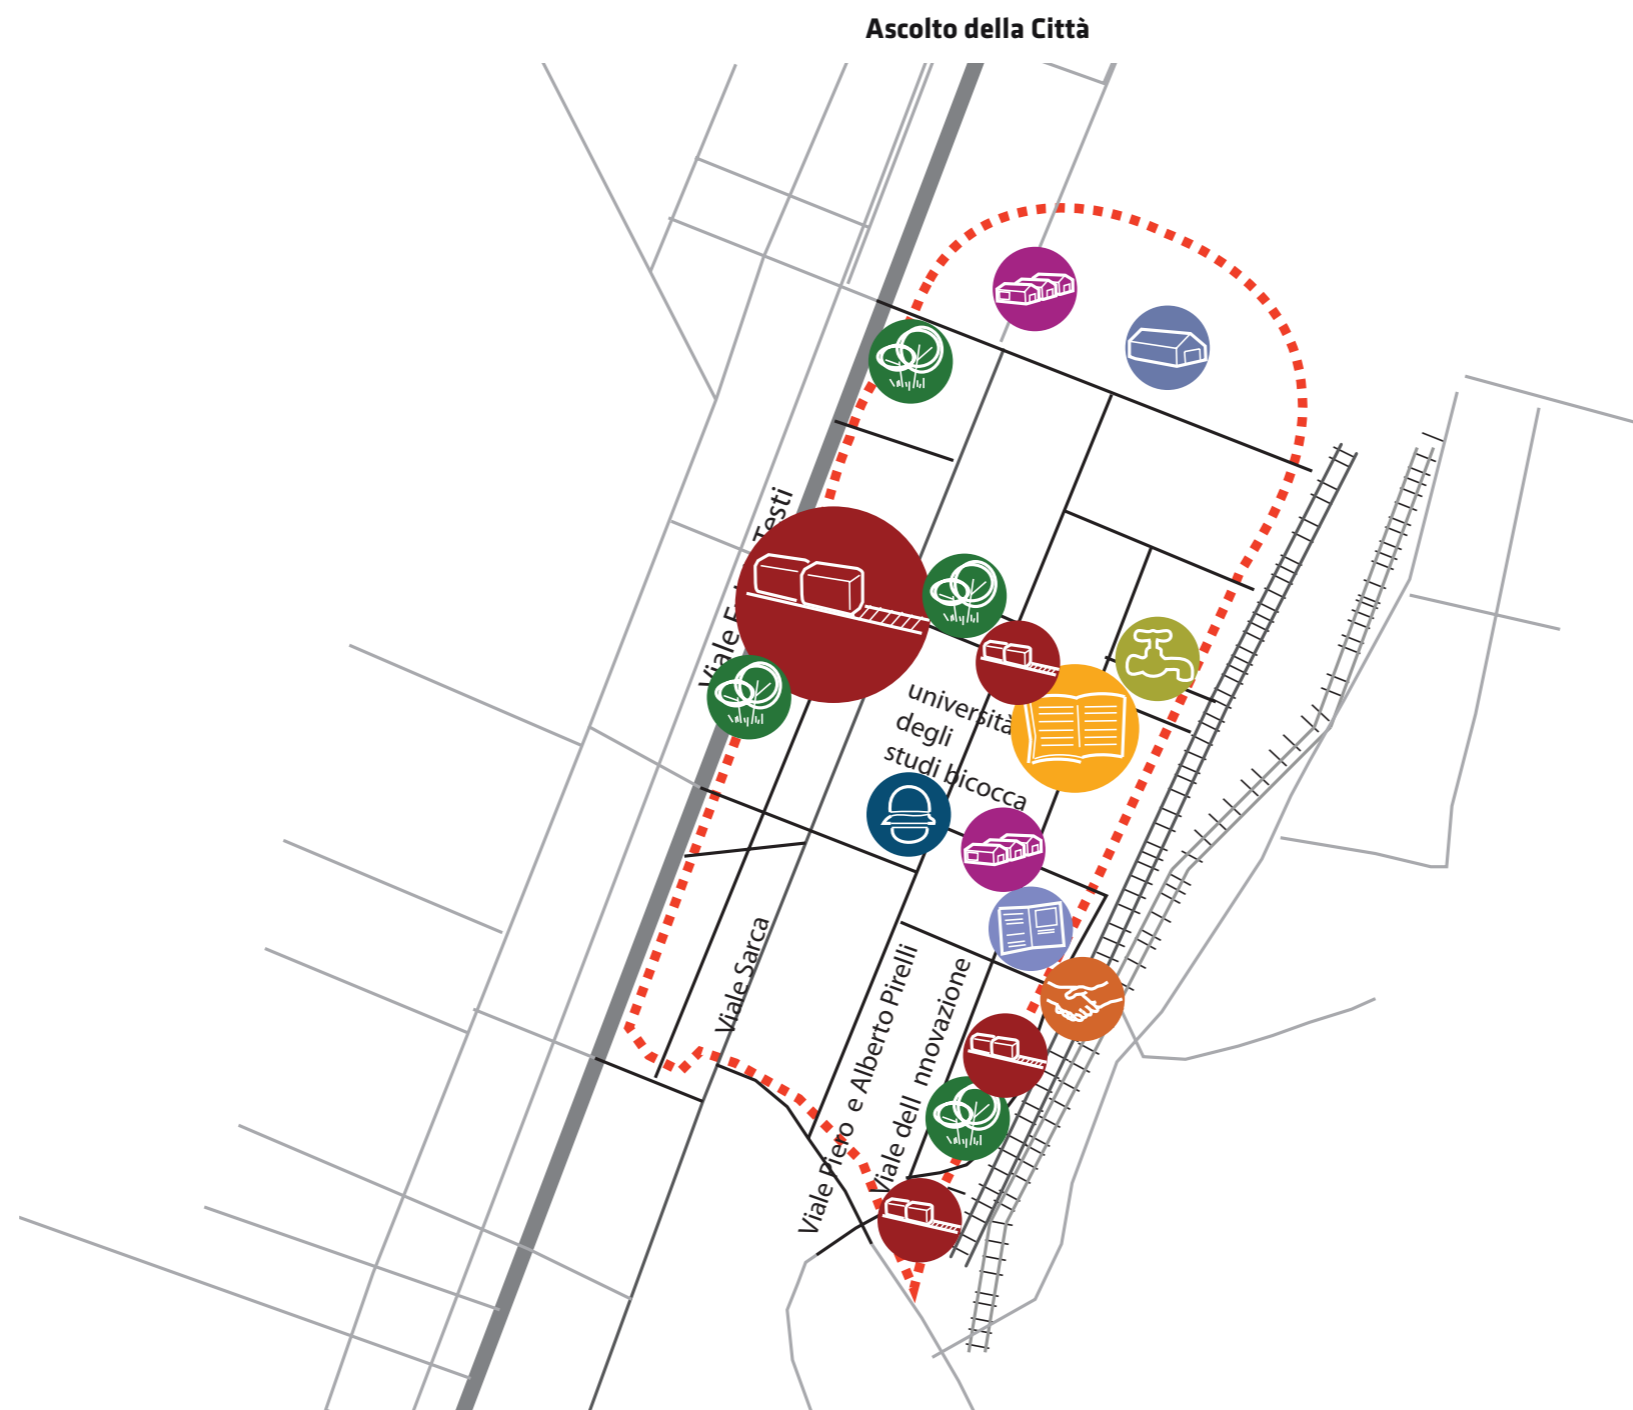 Ascolto della Città
Viale F
Testi
università
degli
studi bicocca
Viale Sarca
Viale Piero e Alberto Pirelli
Viale dell nnovazione